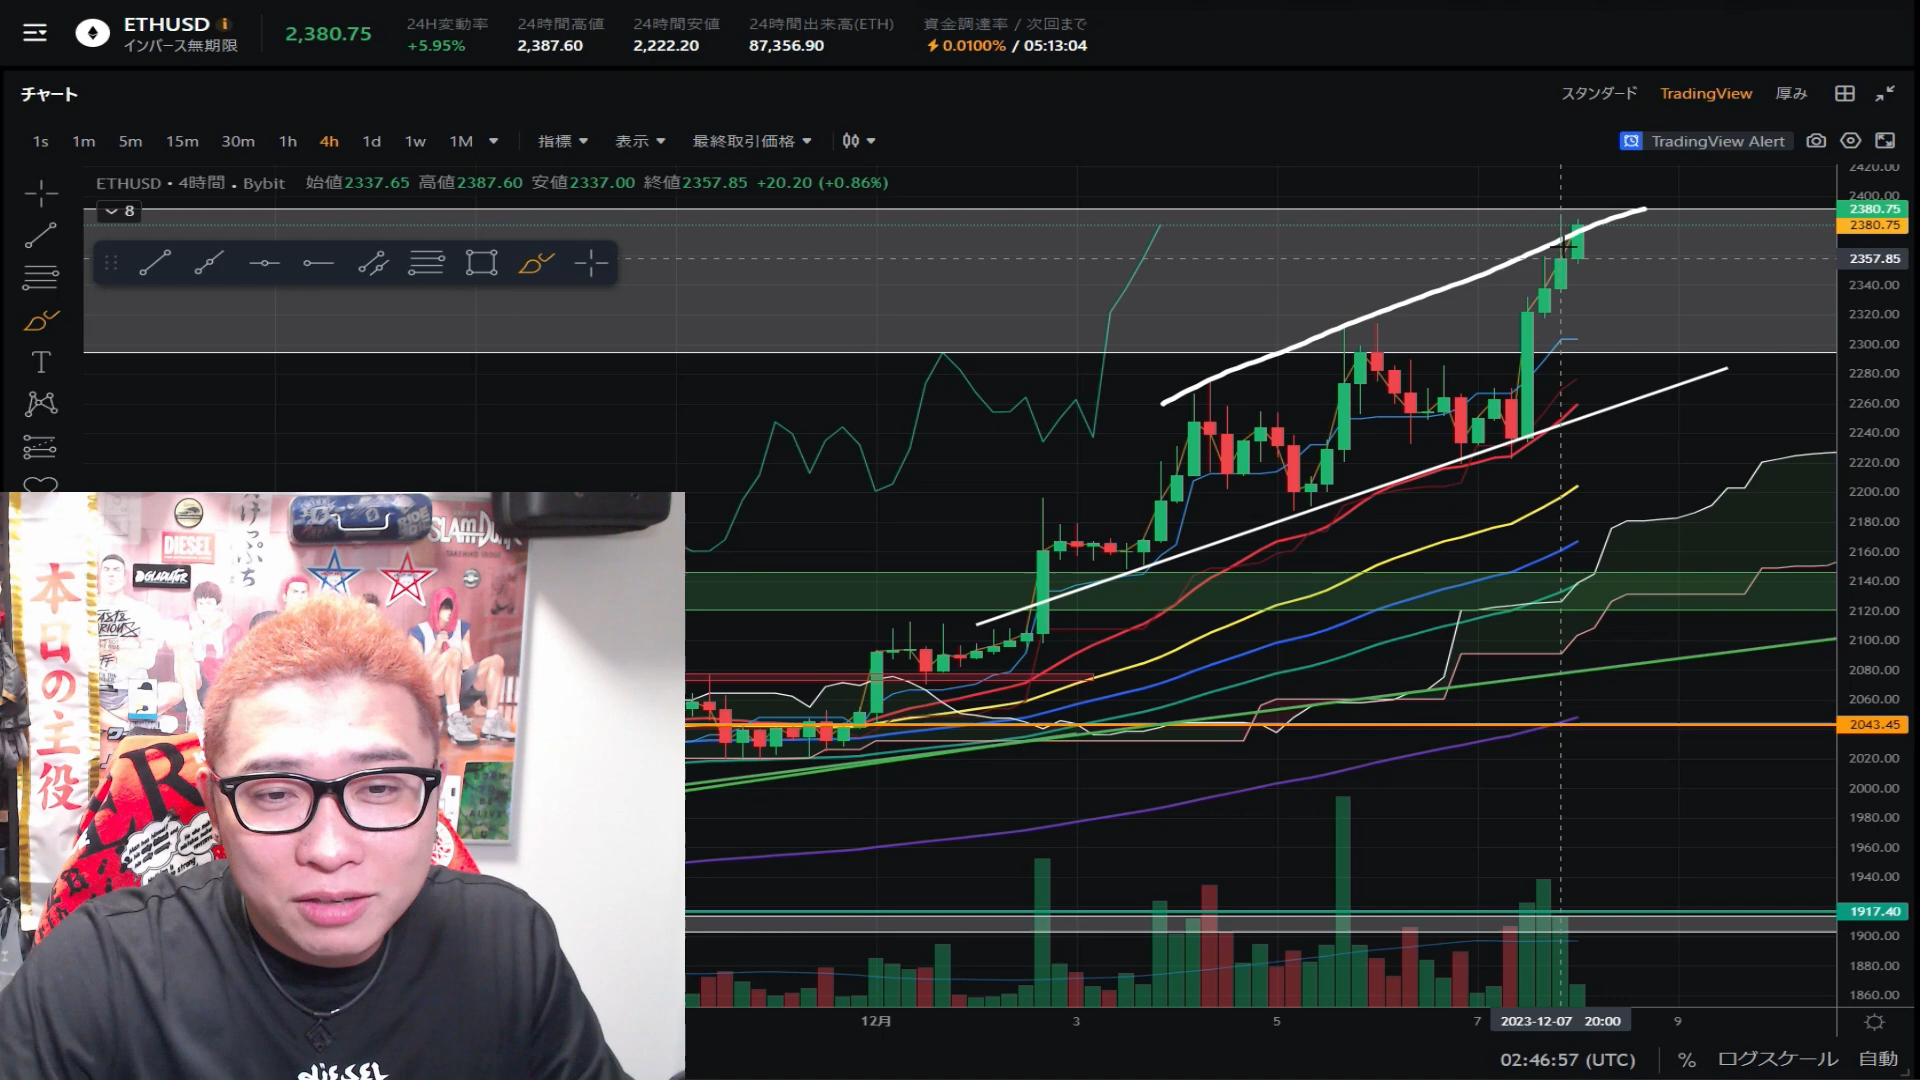 ETHUSD
インバース無期限
2,380.75
24H変動率
+5.95%
24時間高値
2,387.60
24時間安値
2,222.20
24時間出来高(ETH)
87,356.90
資金調達率 / 次回まで
0.0100% / 05:13:04
チャート
スタンダード TradingView 厚み
1s 1m 5m 15m 30m 1h 4h 1d 1w 1M 指標 表示 最終取引価格
TradingView Alert
ETHUSD • 4時間 . Bybit 始値2337.65 高値2387.60 安値2337.00 終値2357.85 +20.20 (+0.86%)
8
T
2420.00
2400.00
2380.75
2380.75
2357.85
2340.00
2320.00
2300.00
2280.00
2260.00
2240.00
2220.00
2200.00
2180.00
2160.00
2140.00
2120.00
2100.00
2080.00
2060.00
2043.45
2020.00
2000.00
1980.00
1960.00
1940.00
1917.40
1900.00
1880.00
1860.00
12月 3 5 7 2023-12-07 20:00 9
02:46:57 (UTC) % ログスケール 自動
本日の主役
DIESEL
GLADIATOR
SLAM DUNK
TAKEHIKO INOUE
RIDE
けっぷち
DIESEL